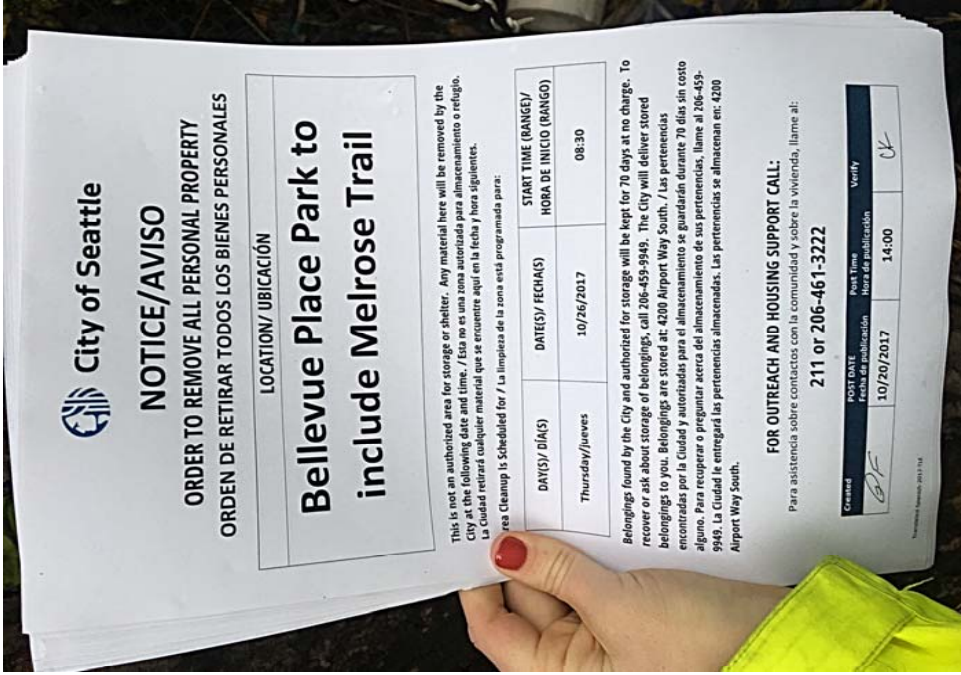 City of Seattle
NOTICE/AVISO
ORDER TO REMOVE ALL PERSONAL PROPERTY
ORDEN DE RETIRAR TODOS LOS BIENES PERSONALES
LOCATION/ UBICACIÓN
Bellevue Place Park to
include Melrose Trail
This is not an authorized area for storage or shelter. Any material here will be removed by the
City at the following date and time. / Esta no es una zona autorizada para almacenamiento o refugio.
La Ciudad retirará cualquier material que se encuentre aquí en la fecha y hora siguientes.
rea Cleanup Is Scheduled for / La limpieza de la zona está programada para:
DAY(S)/ DÍA(S) DATE(S)/ FECHA(S) START TIME (RANGE)/
HORA DE INICIO (RANGO)
Thursday/jueves 10/26/2017 08:30
Belongings found by the City and authorized for storage will be kept for 70 days at no charge. To
recover or ask about storage of belongings, call 206-459-9949. The City will deliver stored
belongings to you. Belongings are stored at: 4200 Airport Way South. / Las pertenencias
encontradas por la Ciudad y autorizadas para el almacenamiento se guardarán durante 70 días sin costo
alguno. Para recuperar o preguntar acerca del almacenamiento de sus pertenencias, llame al 206-459-
9949. La Ciudad le entregará las pertenencias almacenadas. Las pertenencias se almacenan en: 4200
Airport Way South.
FOR OUTREACH AND HOUSING SUPPORT CALL:
Para asistencia sobre contactos con la comunidad y sobre la vivienda, llame al:
211 or 206-461-3222
Created POST DATE Post Time Verify
Fecha de publicación Hora de publicación
10/20/2017 14:00 CK